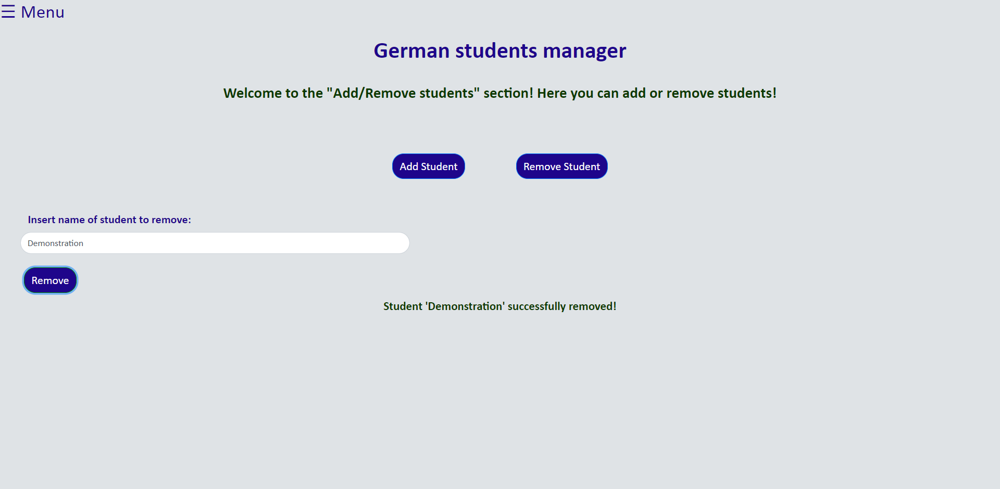 ☰ Menu
German students manager
Welcome to the "Add/Remove students" section! Here you can add or remove students!
Add Student
Remove Student
Insert name of student to remove:
Demonstration
Remove
Student 'Demonstration' successfully removed!